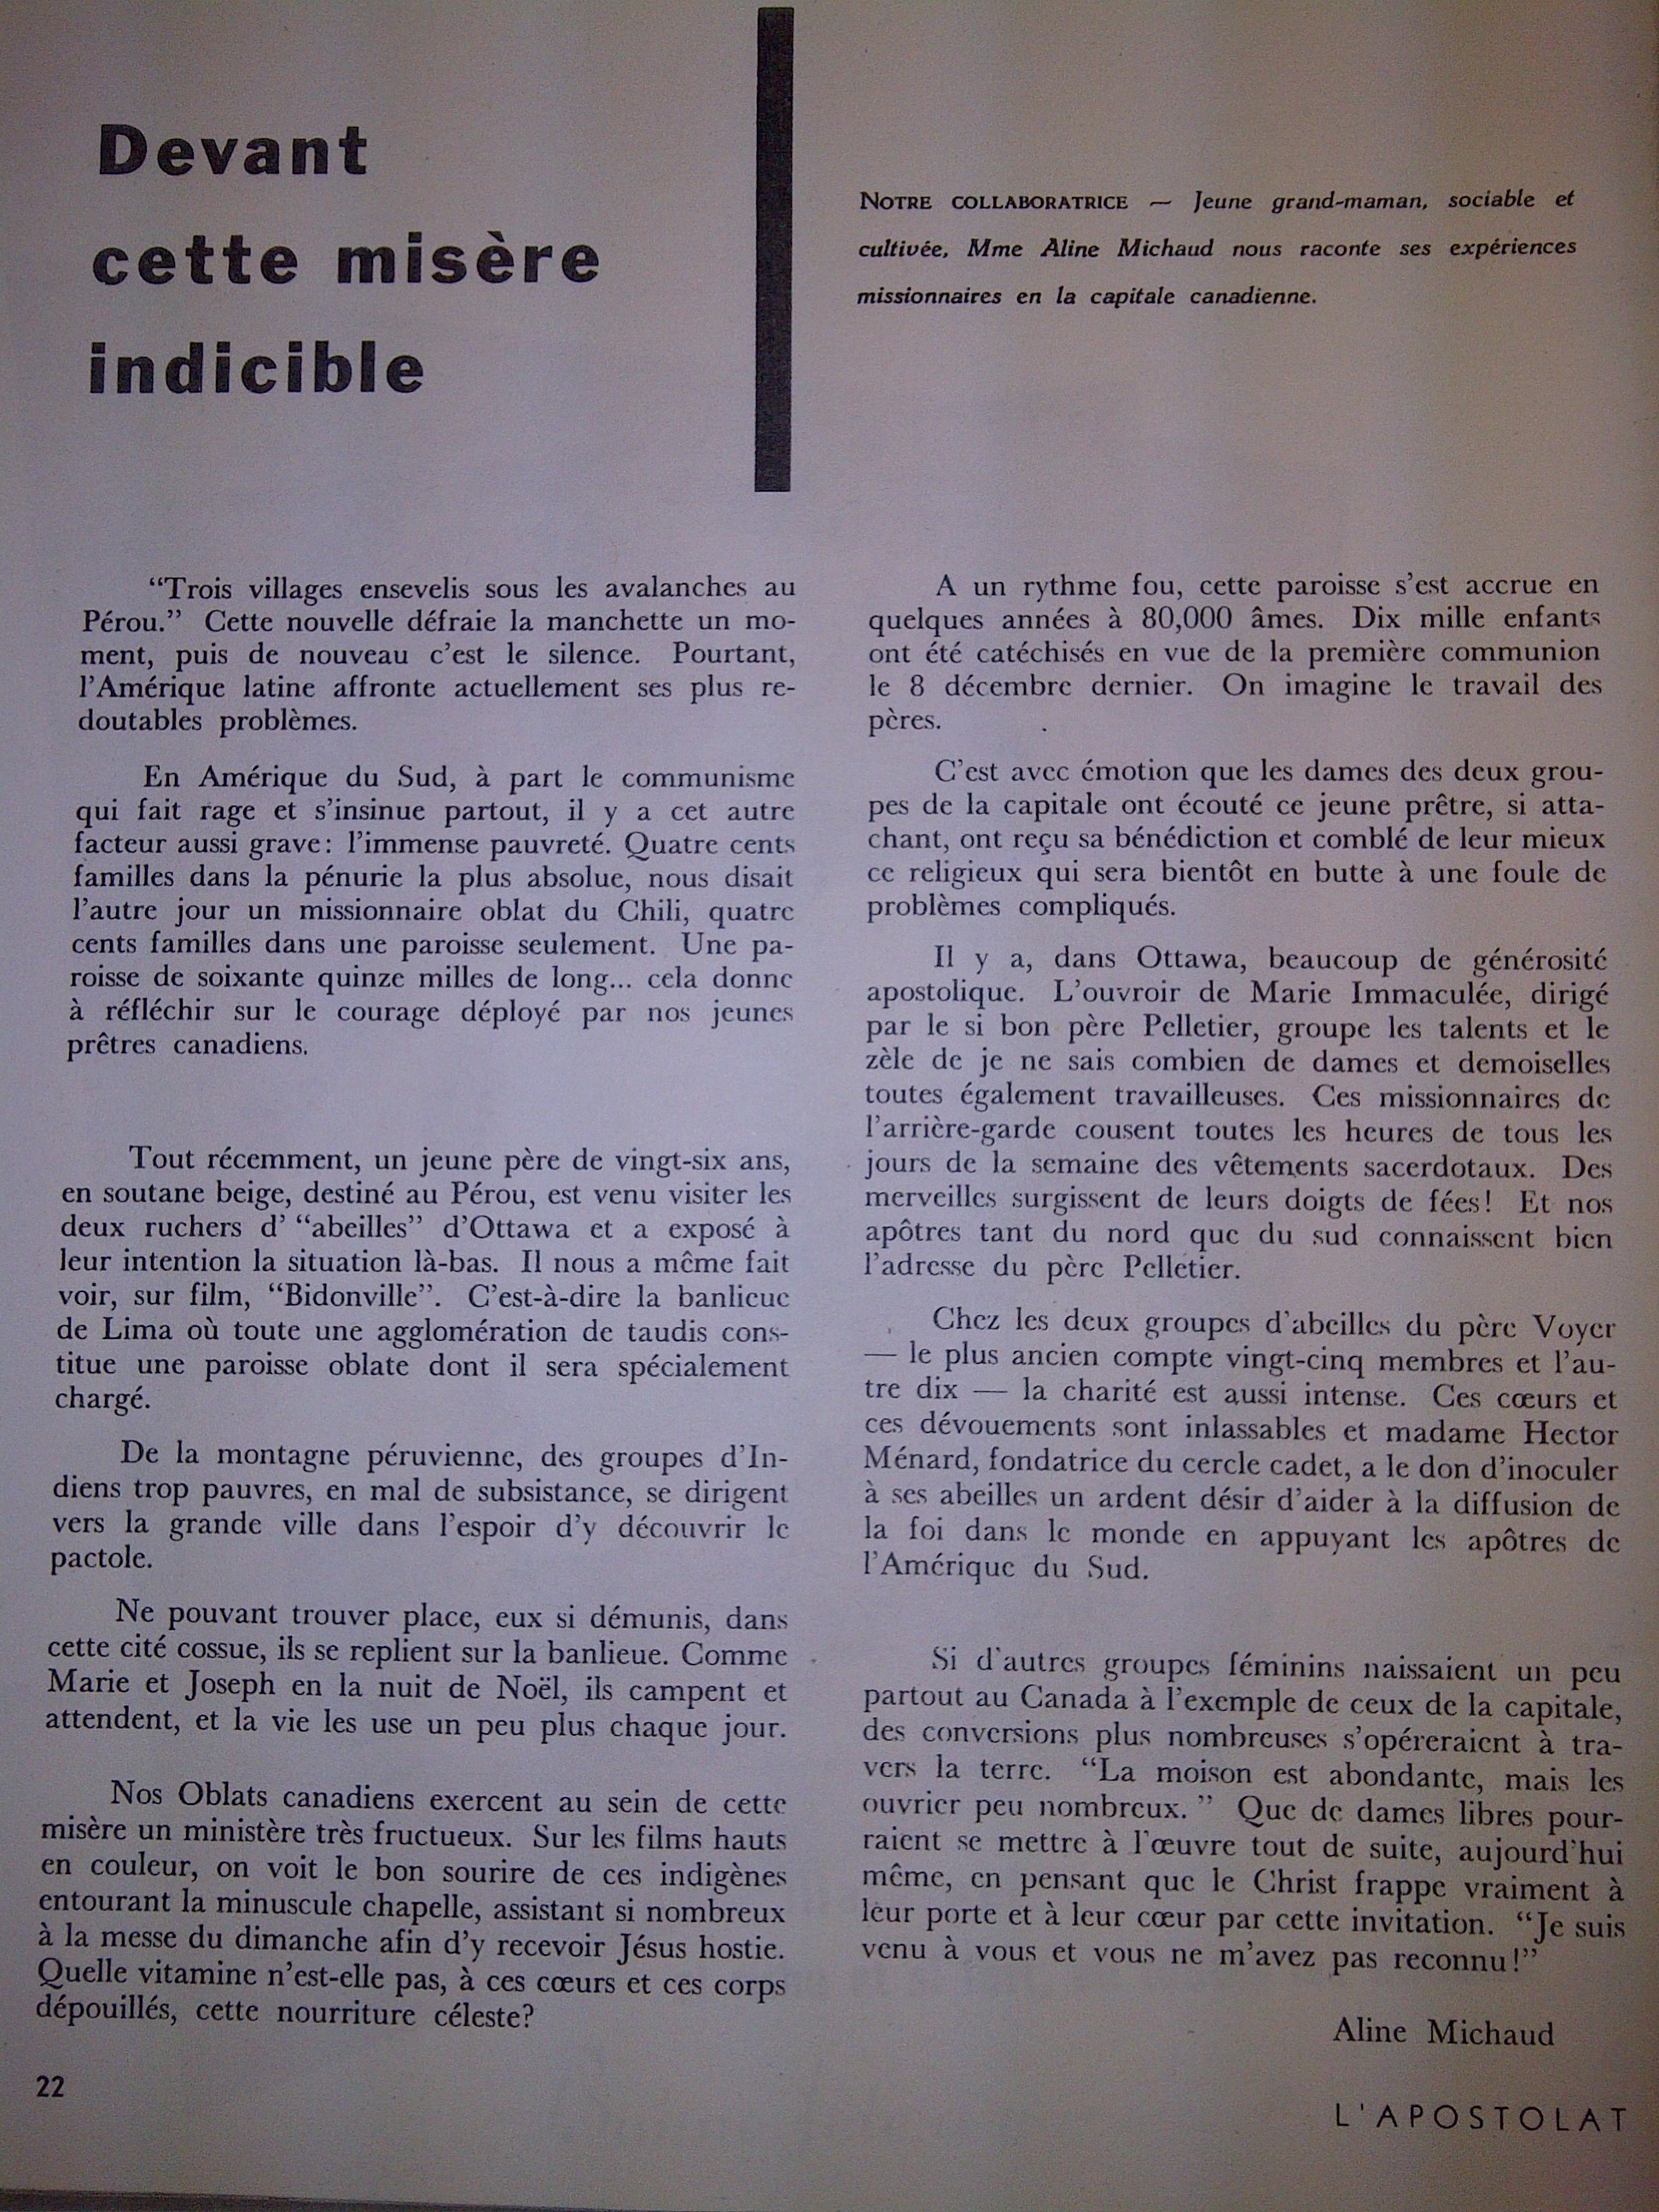 Devant
cette misère
indicible
NOTRE COLLABORATRICE — Jeune grand-maman, sociable et
cultivée, Mme Aline Michaud nous raconte ses expériences
missionnaires en la capitale canadienne.
“Trois villages ensevelis sous les avalanches au
Pérou.” Cette nouvelle défraie la manchette un mo-
ment, puis de nouveau c’est le silence. Pourtant,
l’Amérique latine affronte actuellement ses plus re-
doutables problèmes.
En Amérique du Sud, à part le communisme
qui fait rage et s’insinue partout, il y a cet autre
facteur aussi grave: l’immense pauvreté. Quatre cents
familles dans la pénurie la plus absolue, nous disait
l’autre jour un missionnaire oblat du Chili, quatre
cents familles dans une paroisse seulement. Une pa-
roisse de soixante quinze milles de long... cela donne
à réfléchir sur le courage déployé par nos jeunes
prêtres canadiens.
Tout récemment, un jeune père de vingt-six ans,
en soutane beige, destiné au Pérou, est venu visiter les
deux ruchers d’ “abeilles” d’Ottawa et a exposé à
leur intention la situation là-bas. Il nous a même fait
voir, sur film, “Bidonville”. C’est-à-dire la banlieue
de Lima où toute une agglomération de taudis cons-
titue une paroisse oblate dont il sera spécialement
chargé.
De la montagne péruvienne, des groupes d’In-
diens trop pauvres, en mal de subsistance, se dirigent
vers la grande ville dans l’espoir d’y découvrir le
pactole.
Ne pouvant trouver place, eux si démunis, dans
cette cité cossue, ils se replient sur la banlieue. Comme
Marie et Joseph en la nuit de Noël, ils campent et
attendent, et la vie les use un peu plus chaque jour.
Nos Oblats canadiens exercent au sein de cette
misère un ministère très fructueux. Sur les films hauts
en couleur, on voit le bon sourire de ces indigènes
entourant la minuscule chapelle, assistant si nombreux
à la messe du dimanche afin d’y recevoir Jésus hostie.
Quelle vitamine n’est-elle pas, à ces cœurs et ces corps
dépouillés, cette nourriture céleste?
22
A un rythme fou, cette paroisse s’est accrue en
quelques années à 80,000 âmes. Dix mille enfants
ont été catéchisés en vue de la première communion
le 8 décembre dernier. On imagine le travail des
pères.
C’est avec émotion que les dames des deux grou-
pes de la capitale ont écouté ce jeune prêtre, si atta-
chant, ont reçu sa bénédiction et comblé de leur mieux
ce religieux qui sera bientôt en butte à une foule de
problèmes compliqués.
Il y a, dans Ottawa, beaucoup de générosité
apostolique. L’ouvroir de Marie Immaculée, dirigé
par le si bon père Pelletier, groupe les talents et le
zèle de je ne sais combien de dames et demoiselles
toutes également travailleuses. Ces missionnaires de
l’arrière-garde cousent toutes les heures de tous les
jours de la semaine des vêtements sacerdotaux. Des
merveilles surgissent de leurs doigts de fées! Et nos
apôtres tant du nord que du sud connaissent bien
l’adresse du père Pelletier.
Chez les deux groupes d’abeilles du père Voyer
— le plus ancien compte vingt-cinq membres et l’au-
tre dix — la charité est aussi intense. Ces cœurs et
ces dévouements sont inlassables et madame Hector
Ménard, fondatrice du cercle cadet, a le don d’inoculer
à ses abeilles un ardent désir d’aider à la diffusion de
la foi dans le monde en appuyant les apôtres de
l’Amérique du Sud.
Si d’autres groupes féminins naissaient un peu
partout au Canada à l’exemple de ceux de la capitale,
des conversions plus nombreuses s’opéreraient à tra-
vers la terre. “La moison est abondante, mais les
ouvrier peu nombreux.” Que de dames libres pour-
raient se mettre à l’œuvre tout de suite, aujourd’hui
même, en pensant que le Christ frappe vraiment à
leur porte et à leur cœur par cette invitation. “Je suis
venu à vous et vous ne m’avez pas reconnu!”
Aline Michaud
L'APOSTOLAT